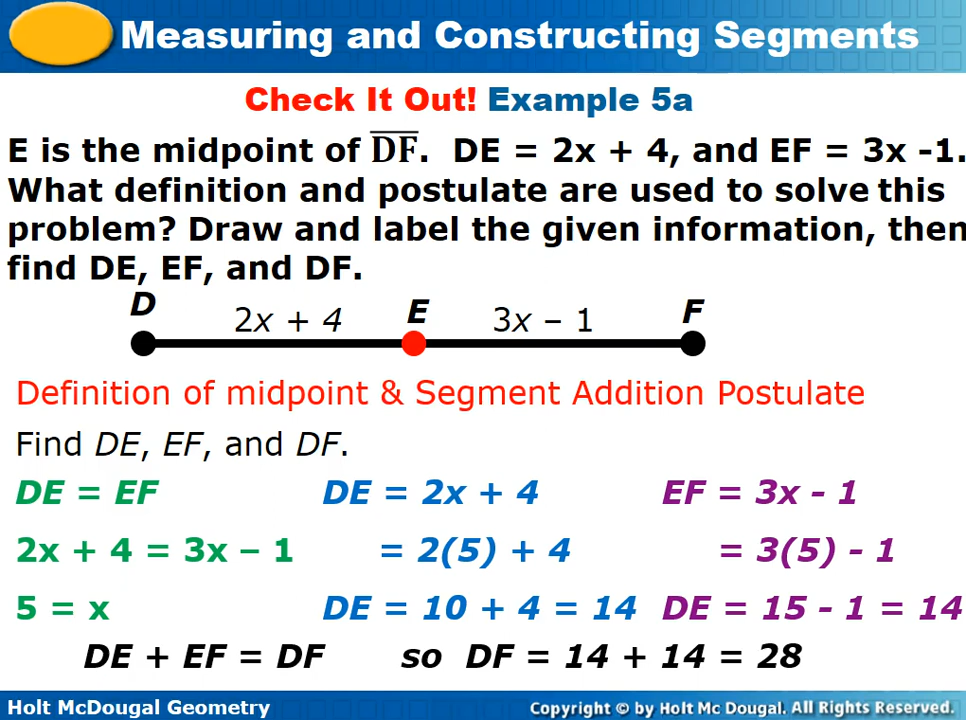 Measuring and Constructing Segments
Check It Out! Example 5a
E is the midpoint of D̅F̅. DE = 2x + 4, and EF = 3x -1.
What definition and postulate are used to solve this
problem? Draw and label the given information, then
find DE, EF, and DF.
D 2x + 4 E 3x – 1 F
Definition of midpoint & Segment Addition Postulate
Find DE, EF, and DF.
DE = EF DE = 2x + 4 EF = 3x - 1
2x + 4 = 3x – 1 = 2(5) + 4 = 3(5) - 1
5 = x DE = 10 + 4 = 14 DE = 15 - 1 = 14
DE + EF = DF so DF = 14 + 14 = 28
Holt McDougal Geometry Copyright © by Holt Mc Dougal. All Rights Reserved.